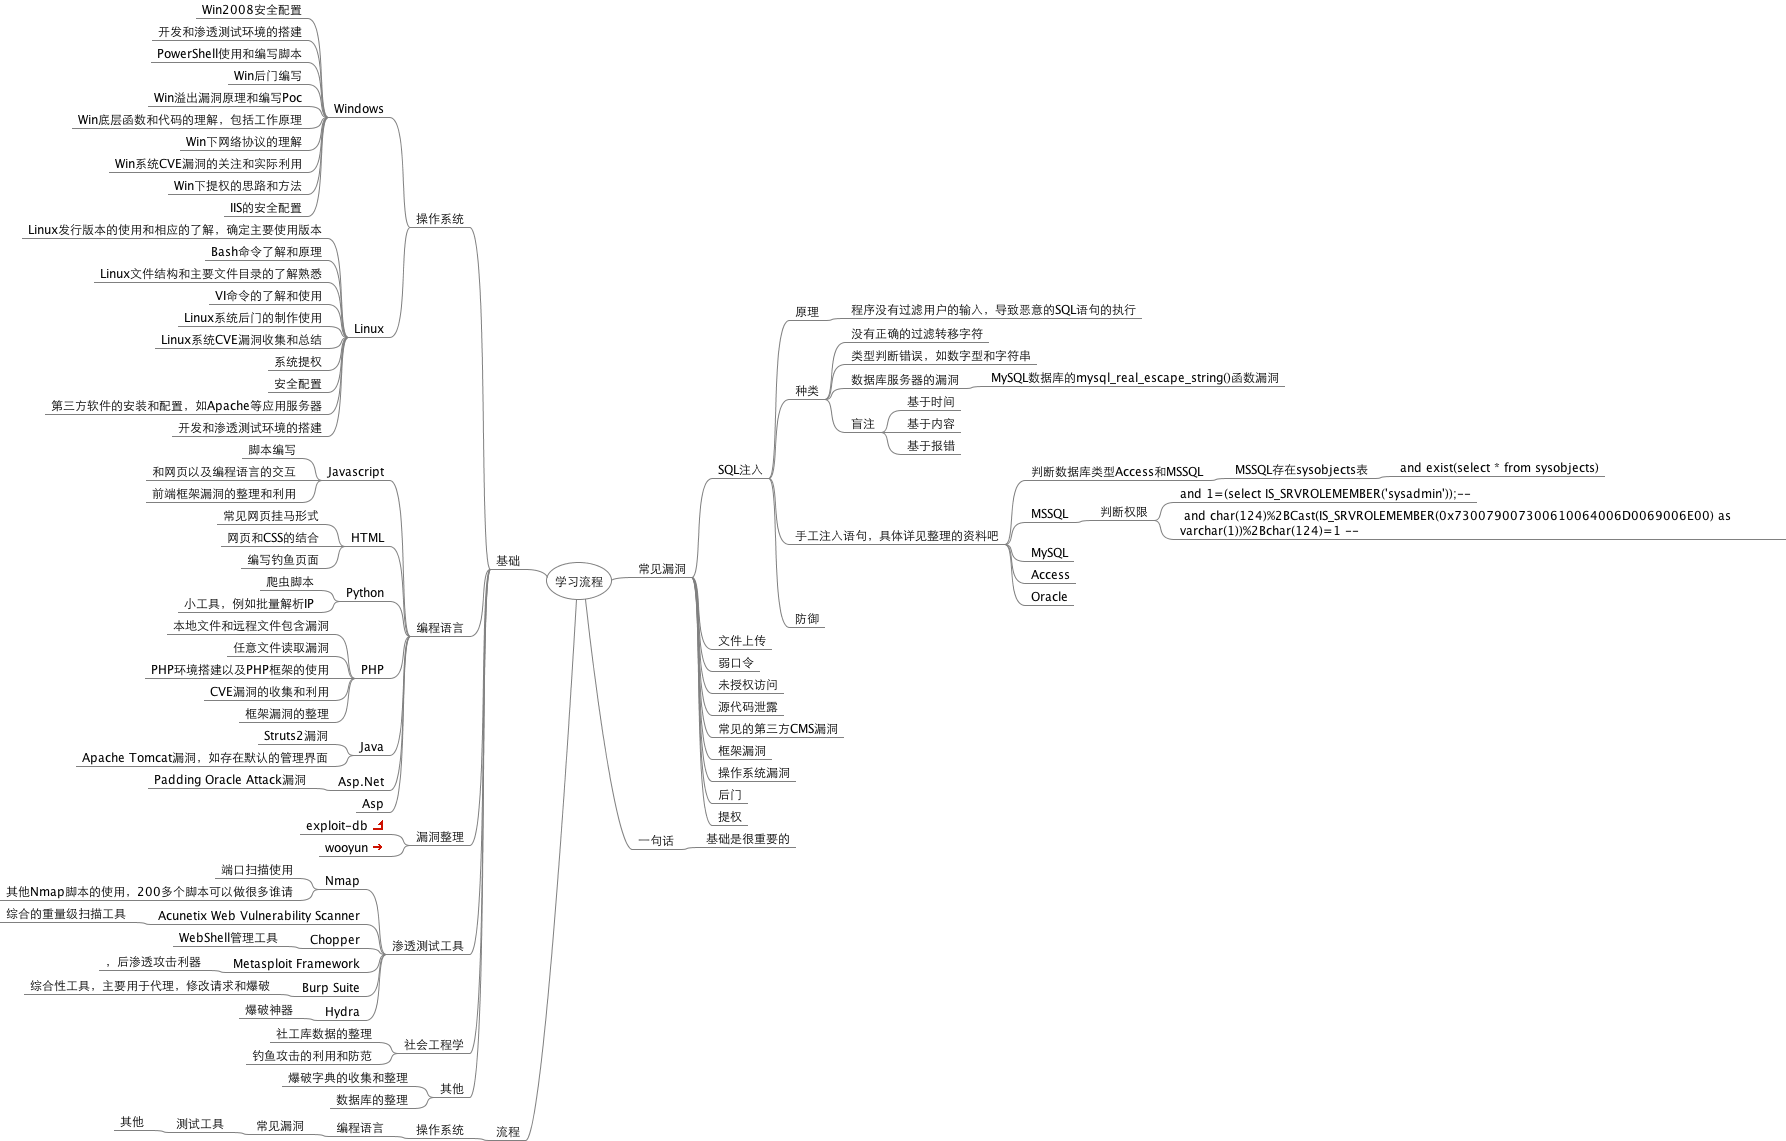 Win2008安全配置
开发和渗透测试环境的搭建
PowerShell使用和编写脚本
Win后门编写
Win溢出漏洞原理和编写Poc
Win底层函数和代码的理解，包括工作原理
Win下网络协议的理解
Win系统CVE漏洞的关注和实际利用
Win下提权的思路和方法
IIS的安全配置
Windows
Linux发行版本的使用和相应的了解，确定主要使用版本
Bash命令了解和原理
Linux文件结构和主要文件目录的了解熟悉
VI命令的了解和使用
Linux系统后门的制作使用
Linux系统CVE漏洞收集和总结
系统提权
安全配置
第三方软件的安装和配置，如Apache等应用服务器
开发和渗透测试环境的搭建
Linux
操作系统
脚本编写
和网页以及编程语言的交互
前端框架漏洞的整理和利用
Javascript
常见网页挂马形式
网页和CSS的结合
编写钓鱼页面
HTML
爬虫脚本
小工具，例如批量解析IP
Python
本地文件和远程文件包含漏洞
任意文件读取漏洞
PHP环境搭建以及PHP框架的使用
CVE漏洞的收集和利用
框架漏洞的整理
PHP
Struts2漏洞
Apache Tomcat漏洞，如存在默认的管理界面
Java
Padding Oracle Attack漏洞
Asp.Net
Asp
编程语言
exploit-db
wooyun
漏洞整理
端口扫描使用
其他Nmap脚本的使用，200多个脚本可以做很多谁请
Nmap
综合的重量级扫描工具
Acunetix Web Vulnerability Scanner
WebShell管理工具
Chopper
，后渗透攻击利器
Metasploit Framework
综合性工具，主要用于代理，修改请求和爆破
Burp Suite
爆破神器
Hydra
渗透测试工具
社工库数据的整理
钓鱼攻击的利用和防范
社会工程学
爆破字典的收集和整理
数据库的整理
其他
基础
其他
测试工具
常见漏洞
编程语言
操作系统
流程
学习流程
常见漏洞
SQL注入
原理
程序没有过滤用户的输入，导致恶意的SQL语句的执行
种类
没有正确的过滤转移字符
类型判断错误，如数字型和字符串
数据库服务器的漏洞
MySQL数据库的mysql_real_escape_string()函数漏洞
盲注
基于时间
基于内容
基于报错
手工注入语句，具体详见整理的资料吧
判断数据库类型Access和MSSQL
MSSQL存在sysobjects表
and exist(select * from sysobjects)
MSSQL
判断权限
and 1=(select IS_SRVROLEMEMBER('sysadmin'));--
and char(124)%2BCast(IS_SRVROLEMEMBER(0x730079007300610064006D0069006E00) as
varchar(1))%2Bchar(124)=1 --
MySQL
Access
Oracle
防御
文件上传
弱口令
未授权访问
源代码泄露
常见的第三方CMS漏洞
框架漏洞
操作系统漏洞
后门
提权
一句话
基础是很重要的